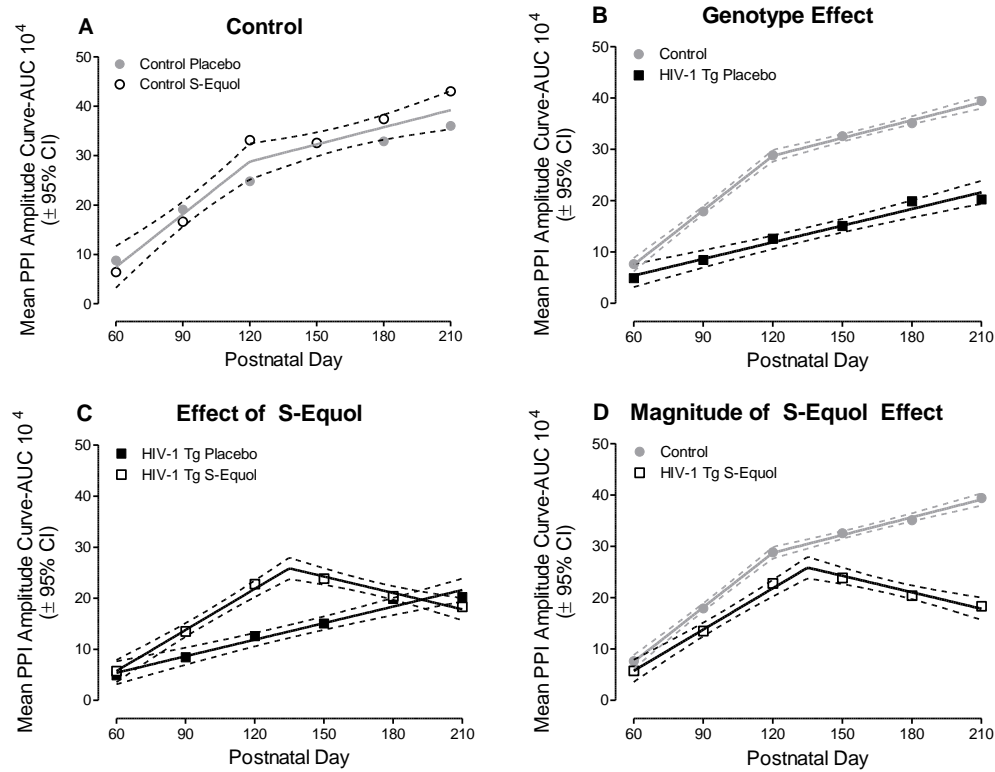 A Control
Mean PPI Amplitude Curve-AUC 10 4
(± 95% CI)
50
40
30
20
10
0
Control Placebo
Control S-Equol
60 90 120 150 180 210
Postnatal Day
B Genotype Effect
Mean PPI Amplitude Curve-AUC 10 4
(± 95% CI)
50
40
30
20
10
0
Control
HIV-1 Tg Placebo
60 90 120 150 180 210
Postnatal Day
C Effect of S-Equol
Mean PPI Amplitude Curve-AUC 10 4
(± 95% CI)
50
40
30
20
10
0
HIV-1 Tg Placebo
HIV-1 Tg S-Equol
60 90 120 150 180 210
Postnatal Day
D Magnitude of S-Equol Effect
Mean PPI Amplitude Curve-AUC 10 4
(± 95% CI)
50
40
30
20
10
0
Control
HIV-1 Tg S-Equol
60 90 120 150 180 210
Postnatal Day